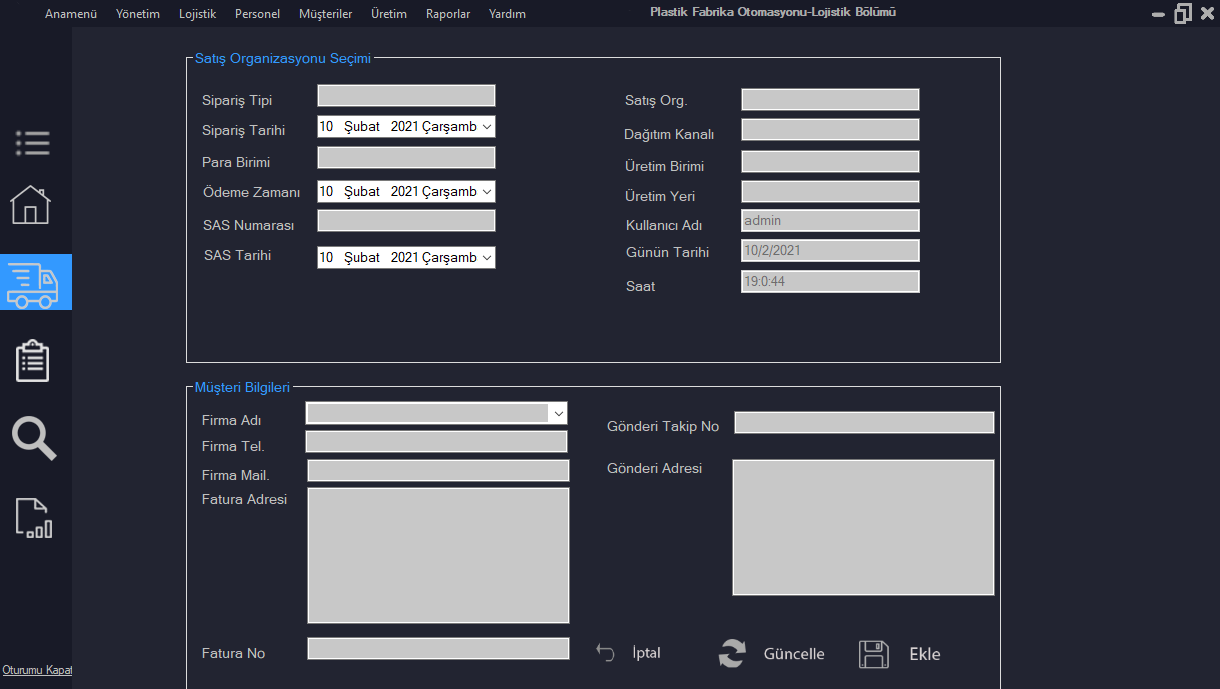 Anamenü Yönetim Lojistik Personel Müşteriler Üretim Raporlar Yardım
Plastik Fabrika Otomasyonu-Lojistik Bölümü
Satış Organizasyonu Seçimi
Sipariş Tipi
Sipariş Tarihi 10 Şubat 2021 Çarşamb
Para Birimi
Ödeme Zamanı 10 Şubat 2021 Çarşamb
SAS Numarası
SAS Tarihi 10 Şubat 2021 Çarşamb
Satış Org.
Dağıtım Kanalı
Üretim Birimi
Üretim Yeri
Kullanıcı Adı admin
Günün Tarihi 10/2/2021
Saat 19:0:44
Müşteri Bilgileri
Firma Adı
Firma Tel.
Firma Mail.
Fatura Adresi
Fatura No
Gönderi Takip No
Gönderi Adresi
İptal Güncelle Ekle
Oturumu Kapat